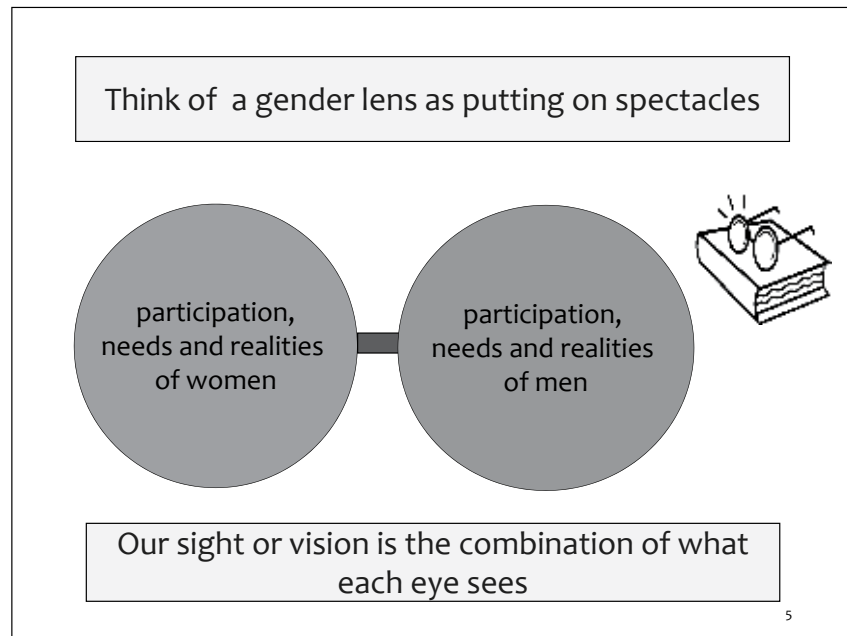 Think of  a gender lens as putting on spectacles
participation,
needs and realities
of women
participation,
needs and realities
of men
Our sight or vision is the combination of what
each eye sees
5